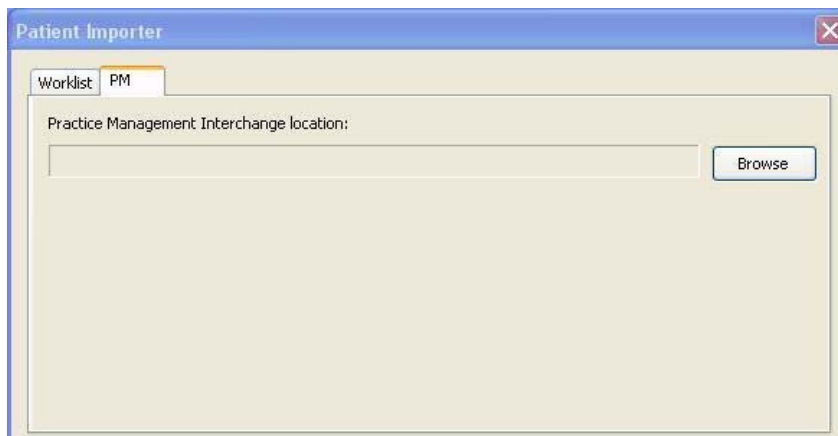 Patient Importer
Worklist PM
Practice Management Interchange location:
Browse